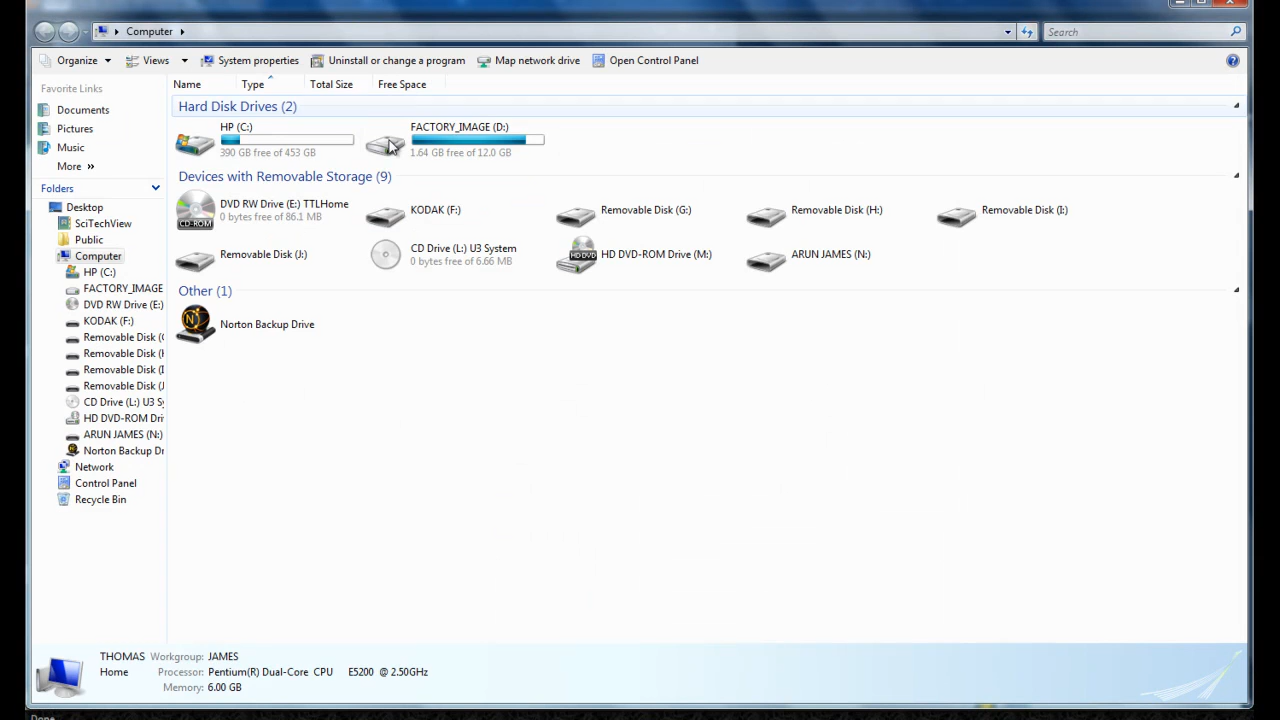 Computer
Search
Organize Views System properties Uninstall or change a program Map network drive Open Control Panel
Favorite Links
Documents
Pictures
Music
More »
Folders
Desktop
SciTechView
Public
Computer
HP (C:)
FACTORY_IMAGE
DVD RW Drive (E:)
KODAK (F:)
Removable Disk (
Removable Disk (
Removable Disk (
Removable Disk (
CD Drive (L:) U3 Sy
HD DVD-ROM Dri
ARUN JAMES (N:)
Norton Backup Dr
Network
Control Panel
Recycle Bin
Name Type Total Size Free Space
Hard Disk Drives (2)
HP (C:)
390 GB free of 453 GB
FACTORY_IMAGE (D:)
1.64 GB free of 12.0 GB
Devices with Removable Storage (9)
CD-ROM
DVD RW Drive (E:) TTLHome
0 bytes free of 86.1 MB
KODAK (F:)
Removable Disk (G:)
Removable Disk (H:)
Removable Disk (I:)
Removable Disk (J:)
CD Drive (L:) U3 System
0 bytes free of 6.66 MB
HD DVD
HD DVD-ROM Drive (M:)
ARUN JAMES (N:)
Other (1)
Norton Backup Drive
THOMAS Workgroup: JAMES
Home Processor: Pentium(R) Dual-Core CPU E5200 @ 2.50GHz
Memory: 6.00 GB
Done